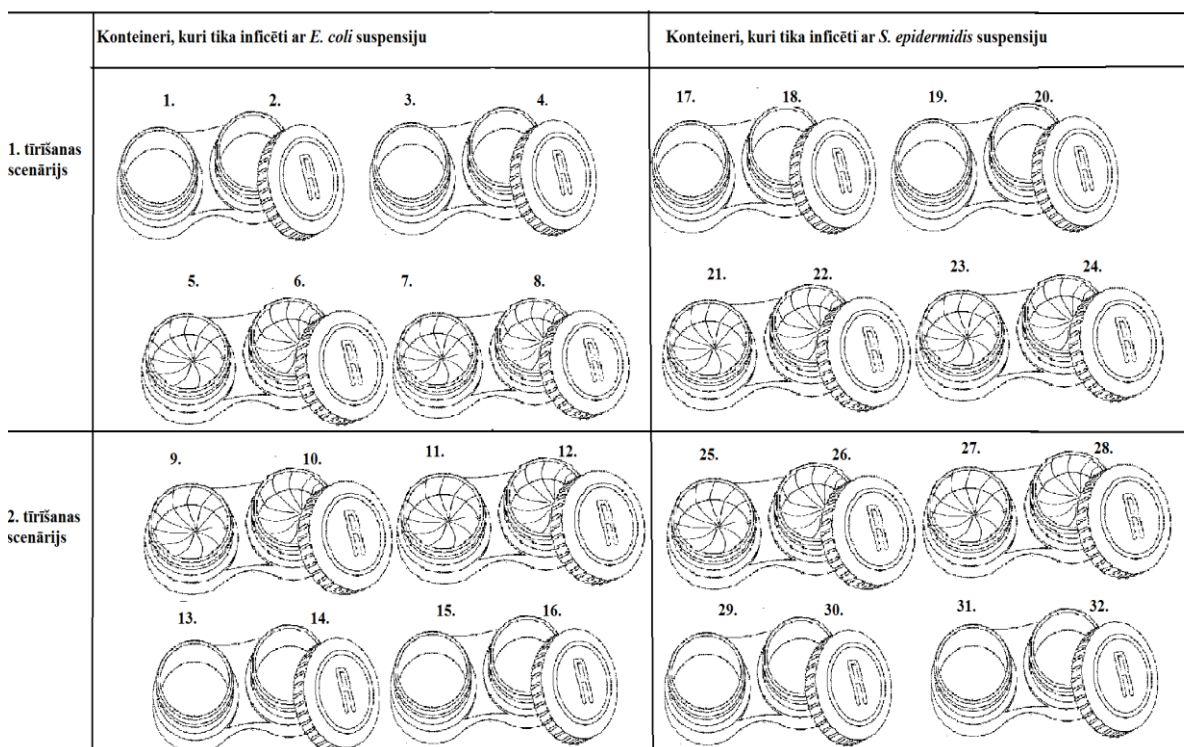 Konteineri, kuri tika inficēti ar E. coli suspensiju
Konteineri, kuri tika inficēti ar S. epidermidis suspensiju
1. tīrīšanas
scenārijs
1. 2. 3. 4.
17. 18. 19. 20.
5. 6. 7. 8.
21. 22. 23. 24.
2. tīrīšanas
scenārijs
9. 10. 11. 12.
25. 26. 27. 28.
13. 14. 15. 16.
29. 30. 31. 32.